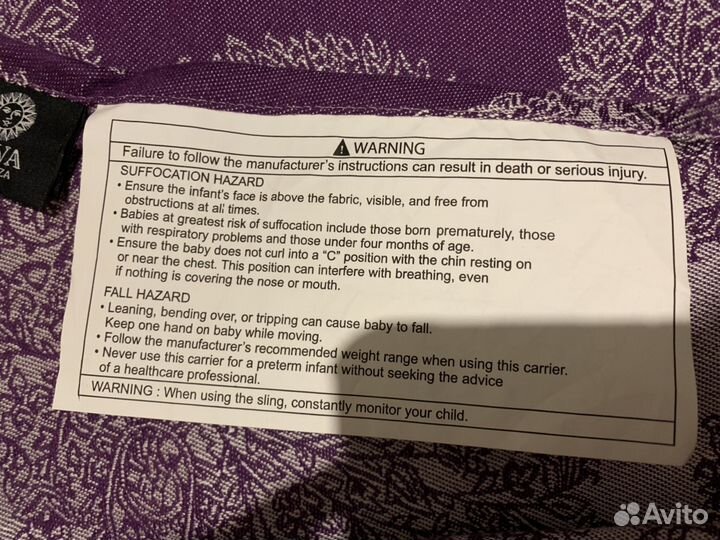 VA
ZA
WARNING
Failure to follow the manufacturer's instructions can result in death or serious injury.
SUFFOCATION HAZARD
• Ensure the infant's face is above the fabric, visible, and free from
obstructions at all times.
• Babies at greatest risk of suffocation include those born prematurely, those
with respiratory problems and those under four months of age.
• Ensure the baby does not curl into a "C" position with the chin resting on
or near the chest. This position can interfere with breathing, even
if nothing is covering the nose or mouth.
FALL HAZARD
• Leaning, bending over, or tripping can cause baby to fall.
Keep one hand on baby while moving.
• Follow the manufacturer's recommended weight range when using this carrier.
• Never use this carrier for a preterm infant without seeking the advice
of a healthcare professional.
WARNING : When using the sling, constantly monitor your child.
Avito